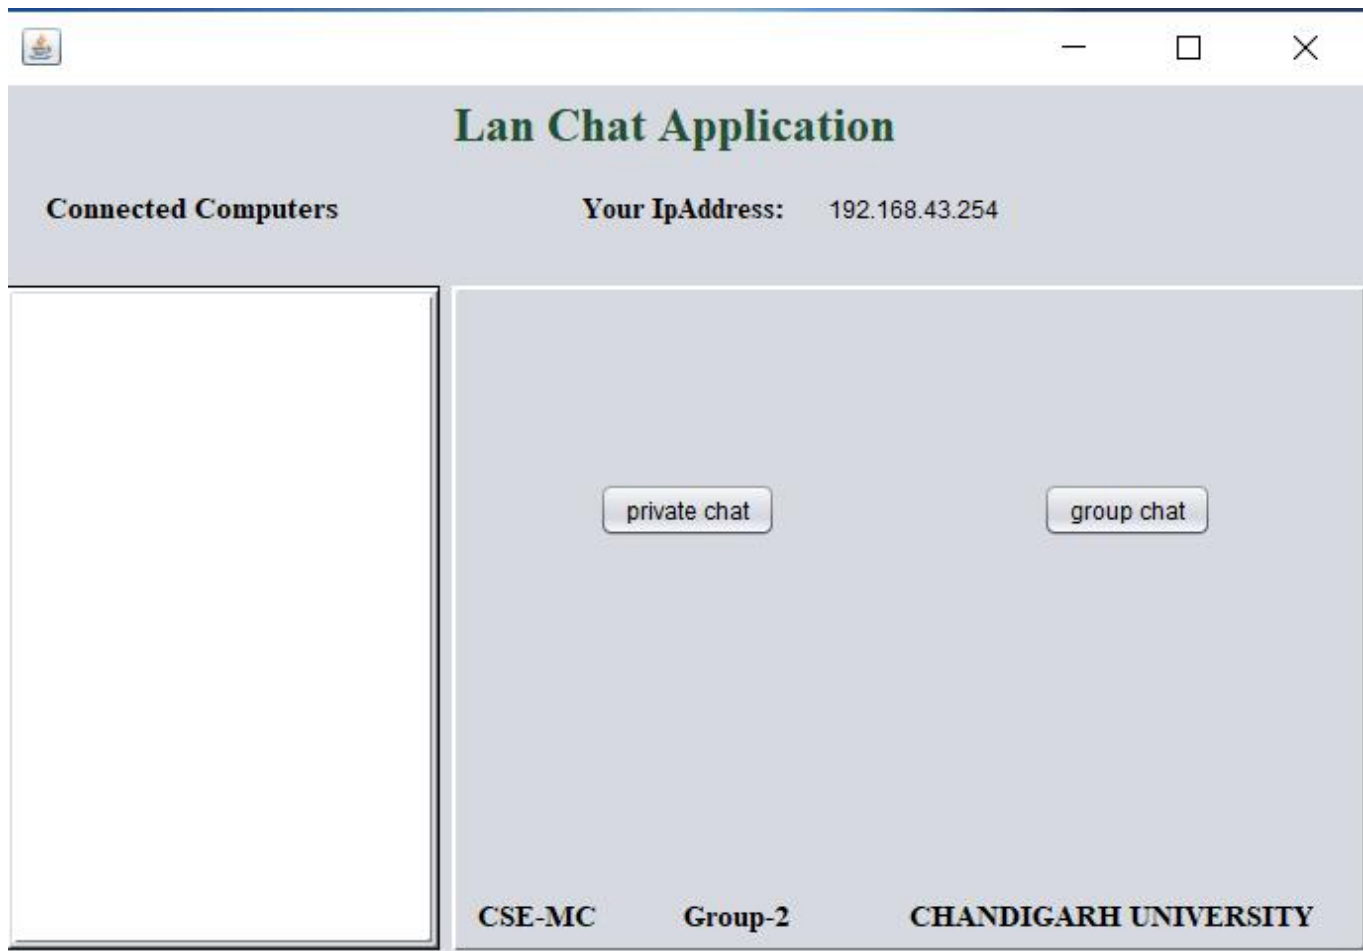 Lan Chat Application
Connected Computers Your IpAddress: 192.168.43.254
private chat group chat
CSE-MC Group-2 CHANDIGARH UNIVERSITY